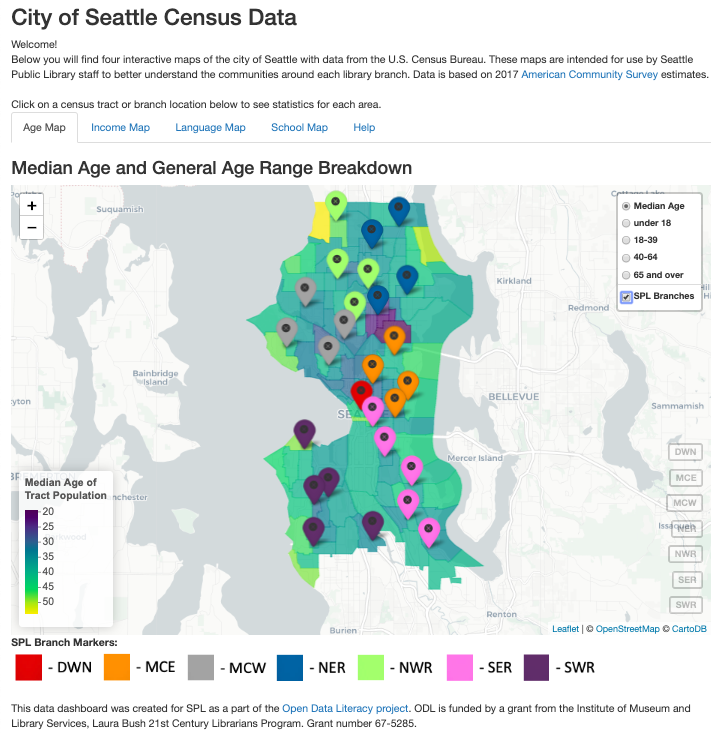 City of Seattle Census Data
Welcome!
Below you will find four interactive maps of the city of Seattle with data from the U.S. Census Bureau. These maps are intended for use by Seattle
Public Library staff to better understand the communities around each library branch. Data is based on 2017 American Community Survey estimates.
Click on a census tract or branch location below to see statistics for each area.
Age Map Income Map Language Map School Map Help
Median Age and General Age Range Breakdown
+
−
Suquamish
Median Age
under 18
18-39
40-64
65 and over
SPL Branches
Kirkland
Redmond
Bainbridge
Island
BELLEVUE
Sammamish
Mercer Island
DWN
MCE
MCW
NER
NWR
SER
SWR
Median Age of
Tract Population
20
25
30
35
40
45
50
Renton
Burien
Leaflet | © OpenStreetMap © CartoDB
SPL Branch Markers:
- DWN - MCE - MCW - NER - NWR - SER - SWR
This data dashboard was created for SPL as a part of the Open Data Literacy project. ODL is funded by a grant from the Institute of Museum and
Library Services, Laura Bush 21st Century Librarians Program. Grant number 67-5285.